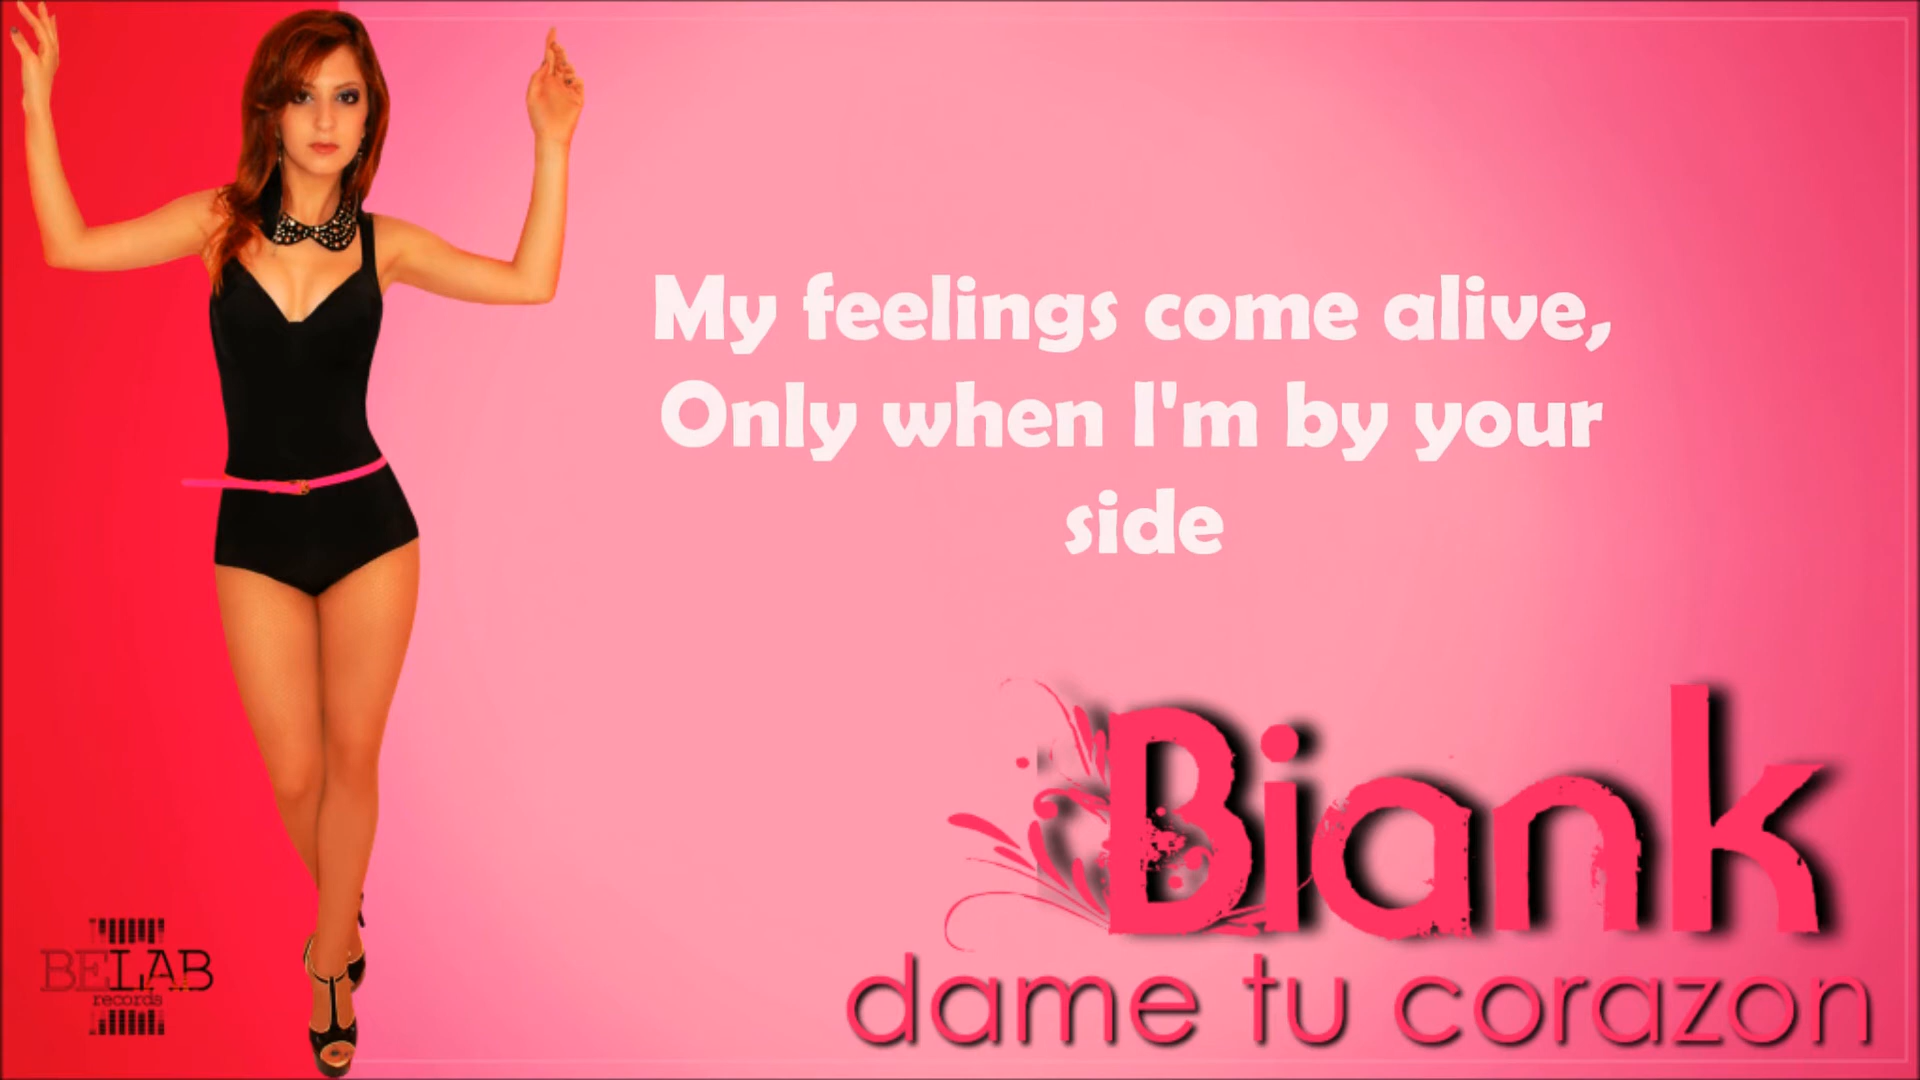 My feelings come alive,
Only when I'm by your
side
Biank
dame tu corazon
BELAB
records